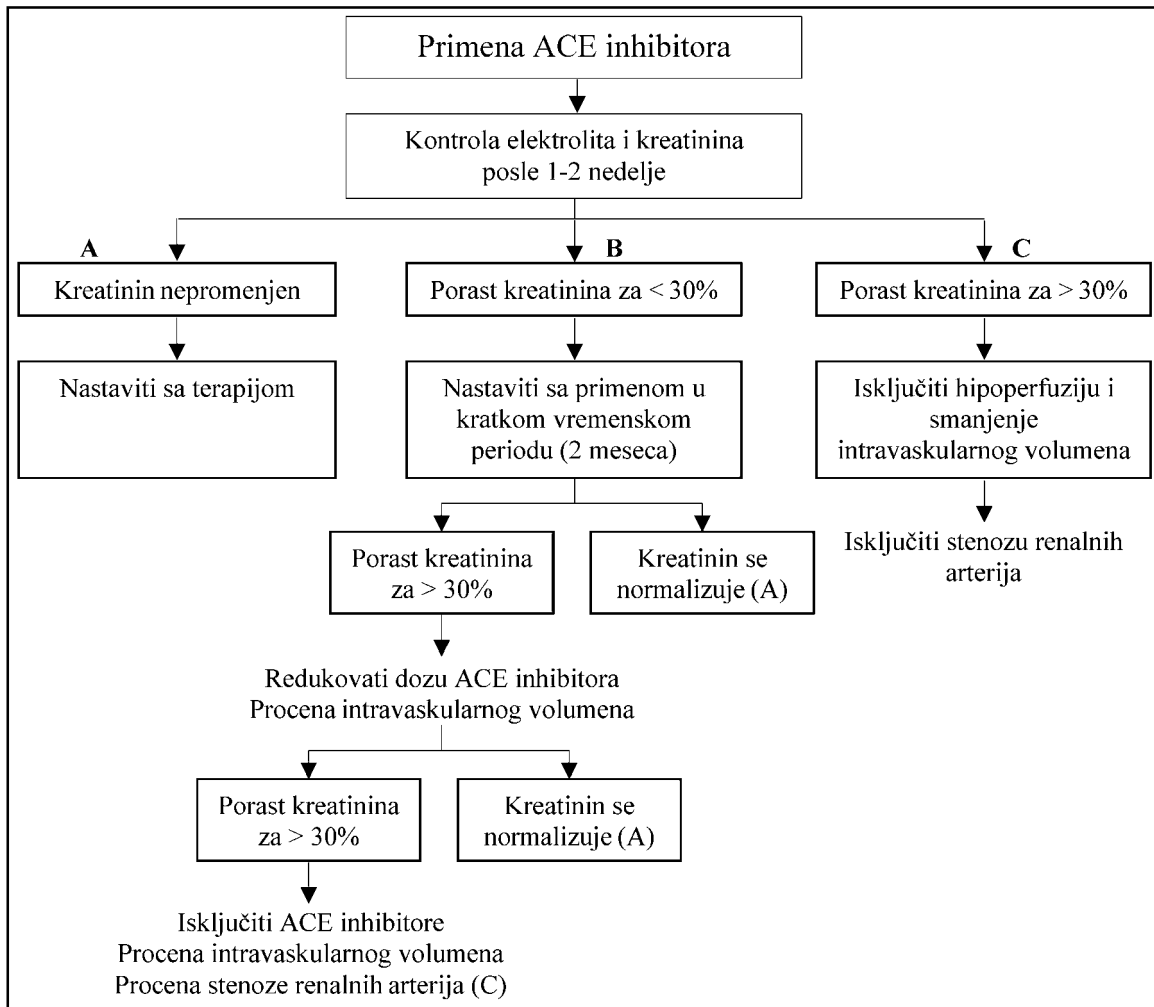 Primena ACE inhibitora
Kontrola elektrolita i kreatinina
posle 1-2 nedelje
A
B
C
Kreatinin nepromenjen
Porast kreatinina za < 30%
Porast kreatinina za > 30%
Nastaviti sa terapijom
Nastaviti sa primenom u
kratkom vremenskom
periodu (2 meseca)
Isključiti hipoperfuziju i
smanjenje
intravaskularnog volumena
Porast kreatinina
za > 30%
Kreatinin se
normalizuje (A)
Isključiti stenozu renalnih
arterija
Redukovati dozu ACE inhibitora
Procena intravaskularnog volumena
Porast kreatinina
za > 30%
Kreatinin se
normalizuje (A)
Isključiti ACE inhibitore
Procena intravaskularnog volumena
Procena stenoze renalnih arterija (C)